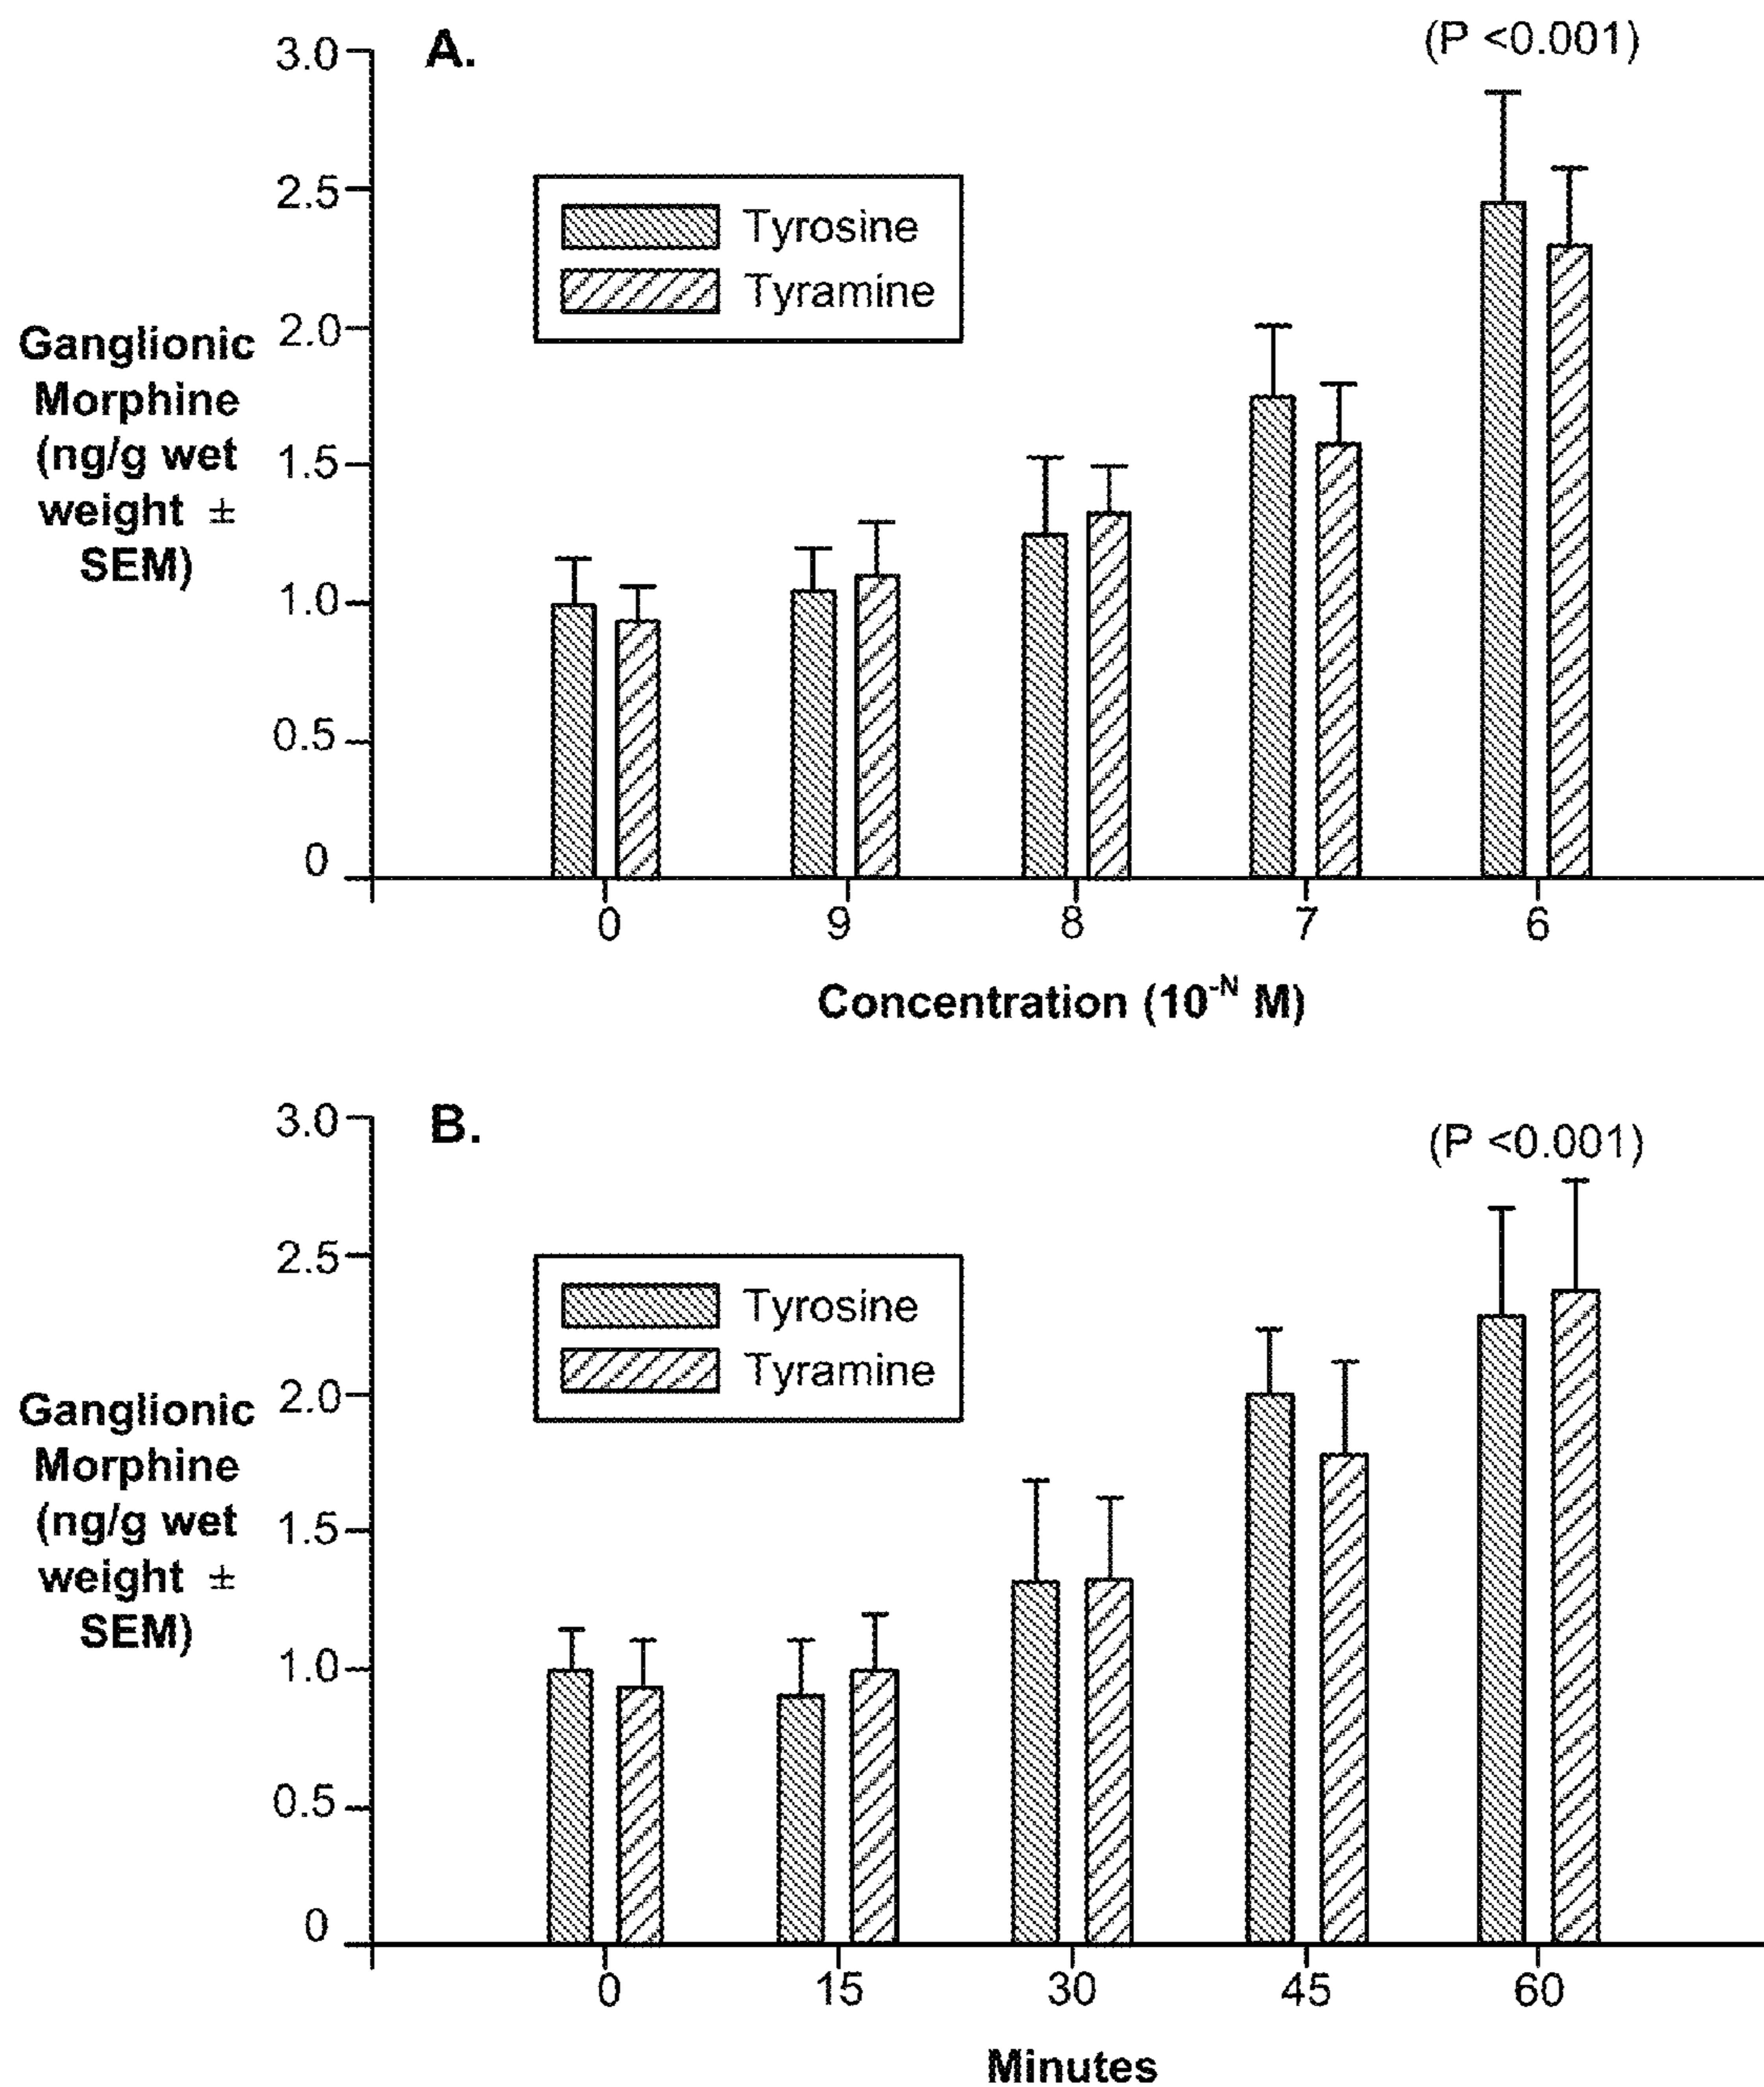 A.
(P <0.001)
3.0
2.5
2.0
1.5
1.0
0.5
0
Tyrosine
Tyramine
Ganglionic
Morphine
(ng/g wet
weight ±
SEM)
0 9 8 7 6
Concentration (10⁻ᴺ M)
B.
(P <0.001)
3.0
2.5
2.0
1.5
1.0
0.5
0
Tyrosine
Tyramine
Ganglionic
Morphine
(ng/g wet
weight ±
SEM)
0 15 30 45 60
Minutes